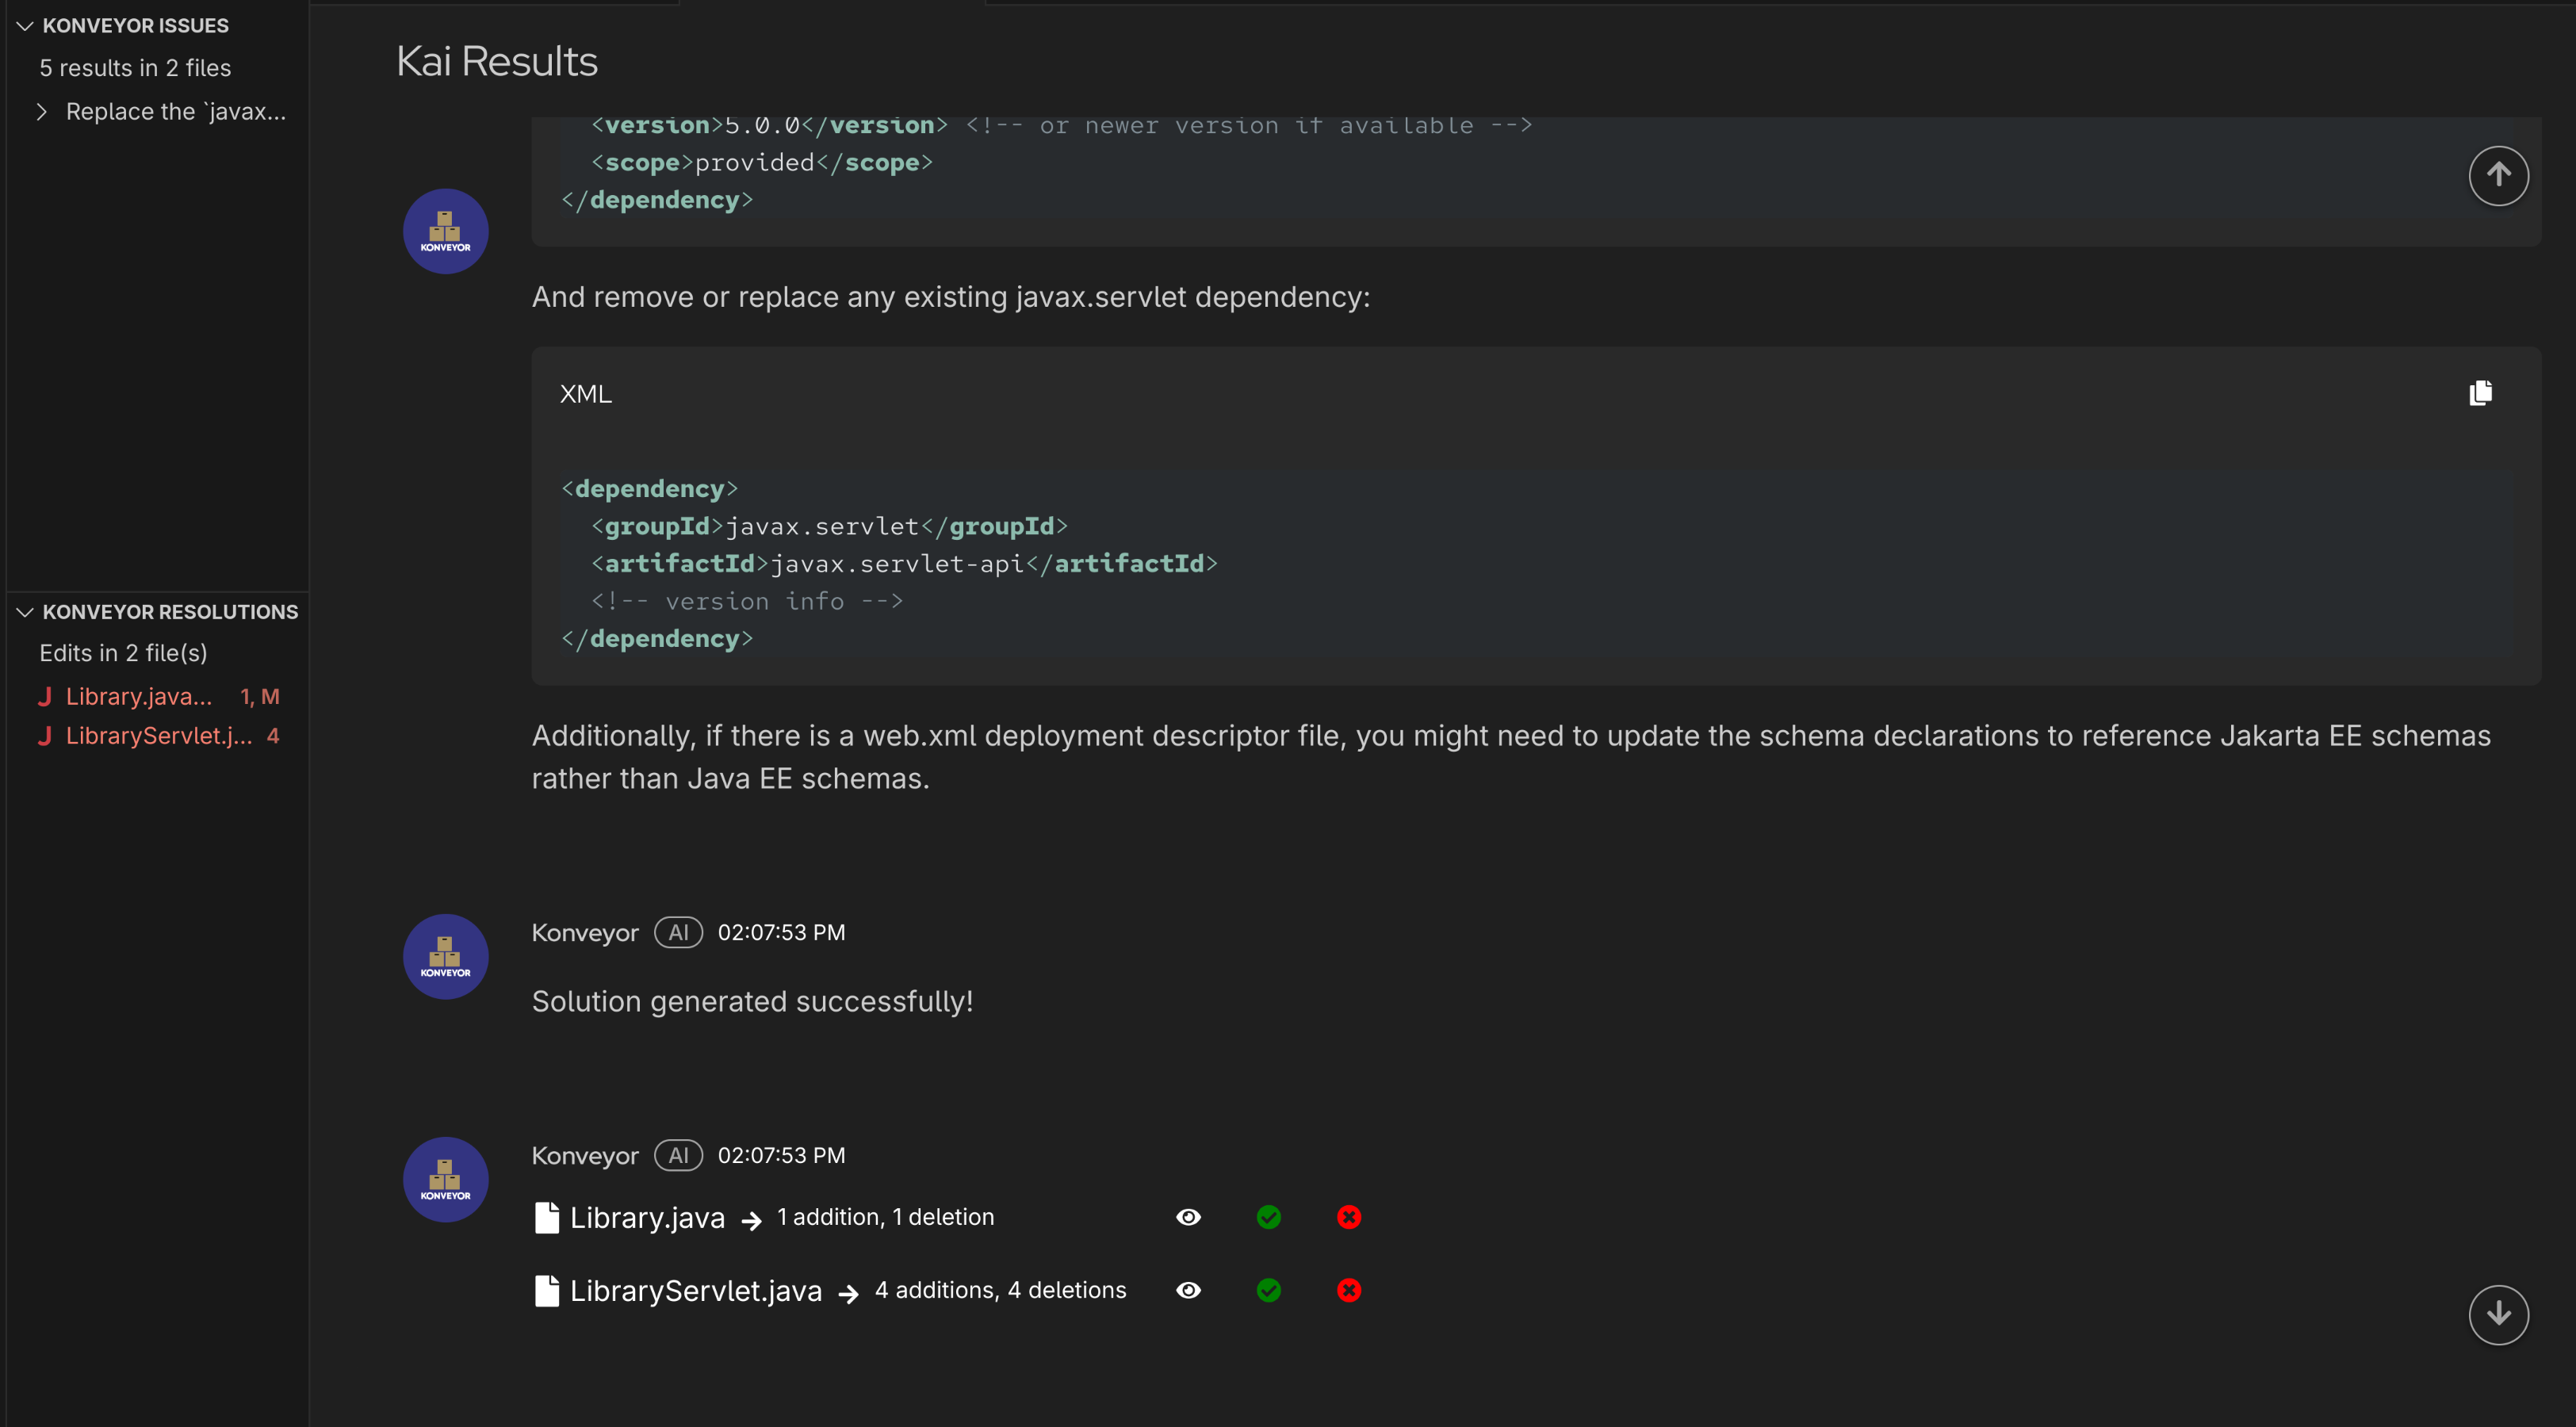 KONVEYOR ISSUES
5 results in 2 files
Replace the `javax...
KONVEYOR RESOLUTIONS
Edits in 2 file(s)
J Library.java... 1, M
J LibraryServlet.j... 4
Kai Results
<version>5.0.0</version> <!-- or newer version if available -->
<scope>provided</scope>
</dependency>
KONVEYOR
And remove or replace any existing javax.servlet dependency:
XML
<dependency>
<groupId>javax.servlet</groupId>
<artifactId>javax.servlet-api</artifactId>
<!-- version info -->
</dependency>
Additionally, if there is a web.xml deployment descriptor file, you might need to update the schema declarations to reference Jakarta EE schemas
rather than Java EE schemas.
Konveyor AI 02:07:53 PM
KONVEYOR
Solution generated successfully!
Konveyor AI 02:07:53 PM
KONVEYOR
Library.java → 1 addition, 1 deletion
LibraryServlet.java → 4 additions, 4 deletions